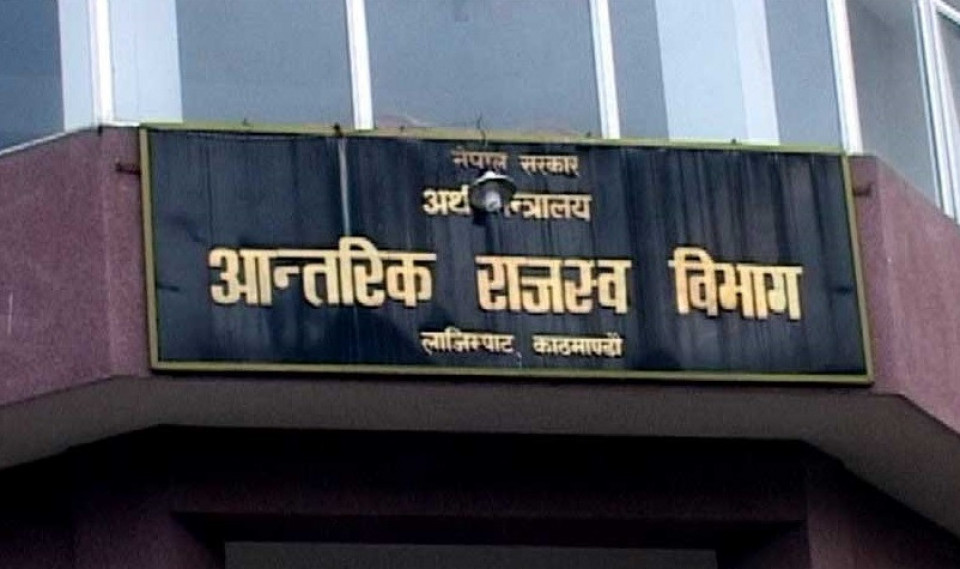 नेपाल सरकार
अर्थ मन्त्रालय
आन्तरिक राजस्व विभाग
लाजिम्पाट, काठमाण्डौ